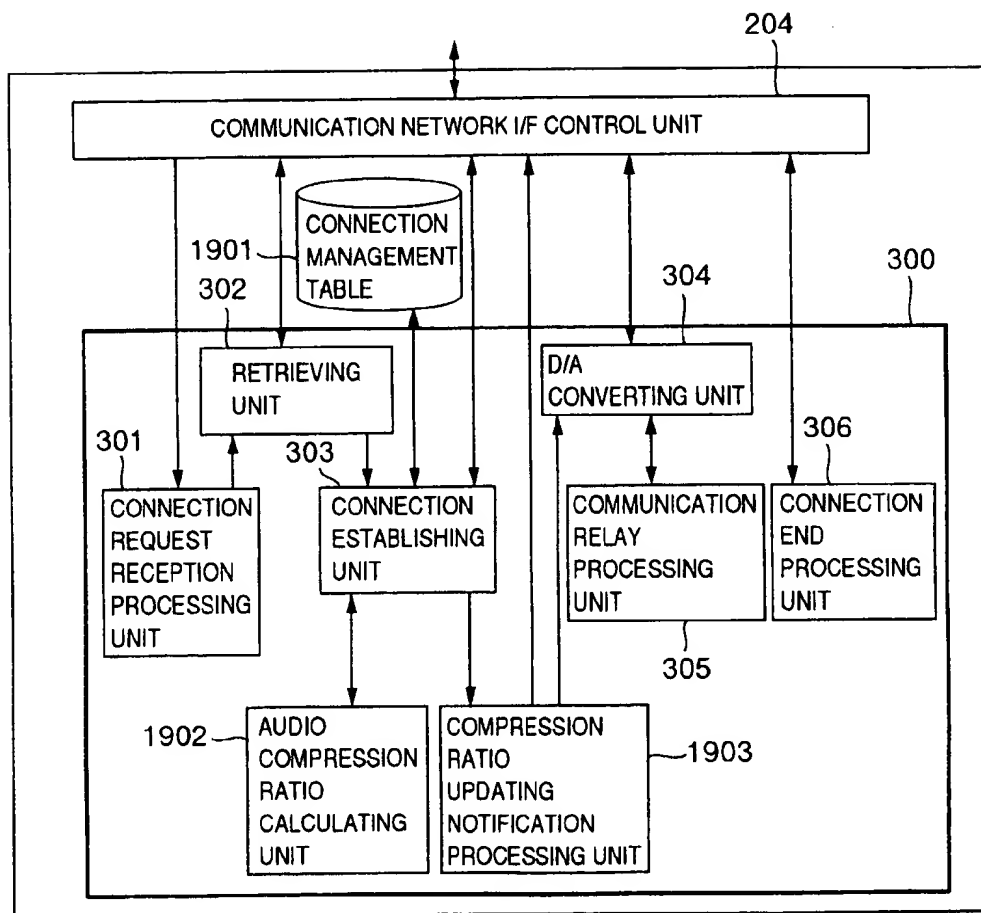 204
COMMUNICATION NETWORK I/F CONTROL UNIT
1901
CONNECTION
MANAGEMENT
TABLE
300
302
RETRIEVING
UNIT
304
D/A
CONVERTING UNIT
301
CONNECTION
REQUEST
RECEPTION
PROCESSING
UNIT
303
CONNECTION
ESTABLISHING
UNIT
COMMUNICATION
RELAY
PROCESSING
UNIT
305
306
CONNECTION
END
PROCESSING
UNIT
1902
AUDIO
COMPRESSION
RATIO
CALCULATING
UNIT
COMPRESSION
RATIO
UPDATING
NOTIFICATION
PROCESSING UNIT
1903